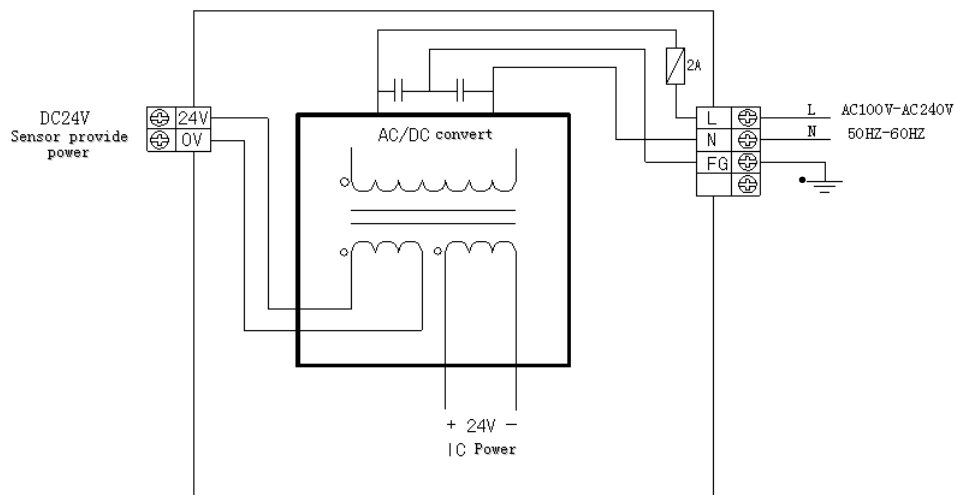 2A
DC24V
Sensor provide
power
24V
0V
AC/DC convert
L
N
FG
L AC100V-AC240V
N 50HZ-60HZ
+ 24V -
IC Power